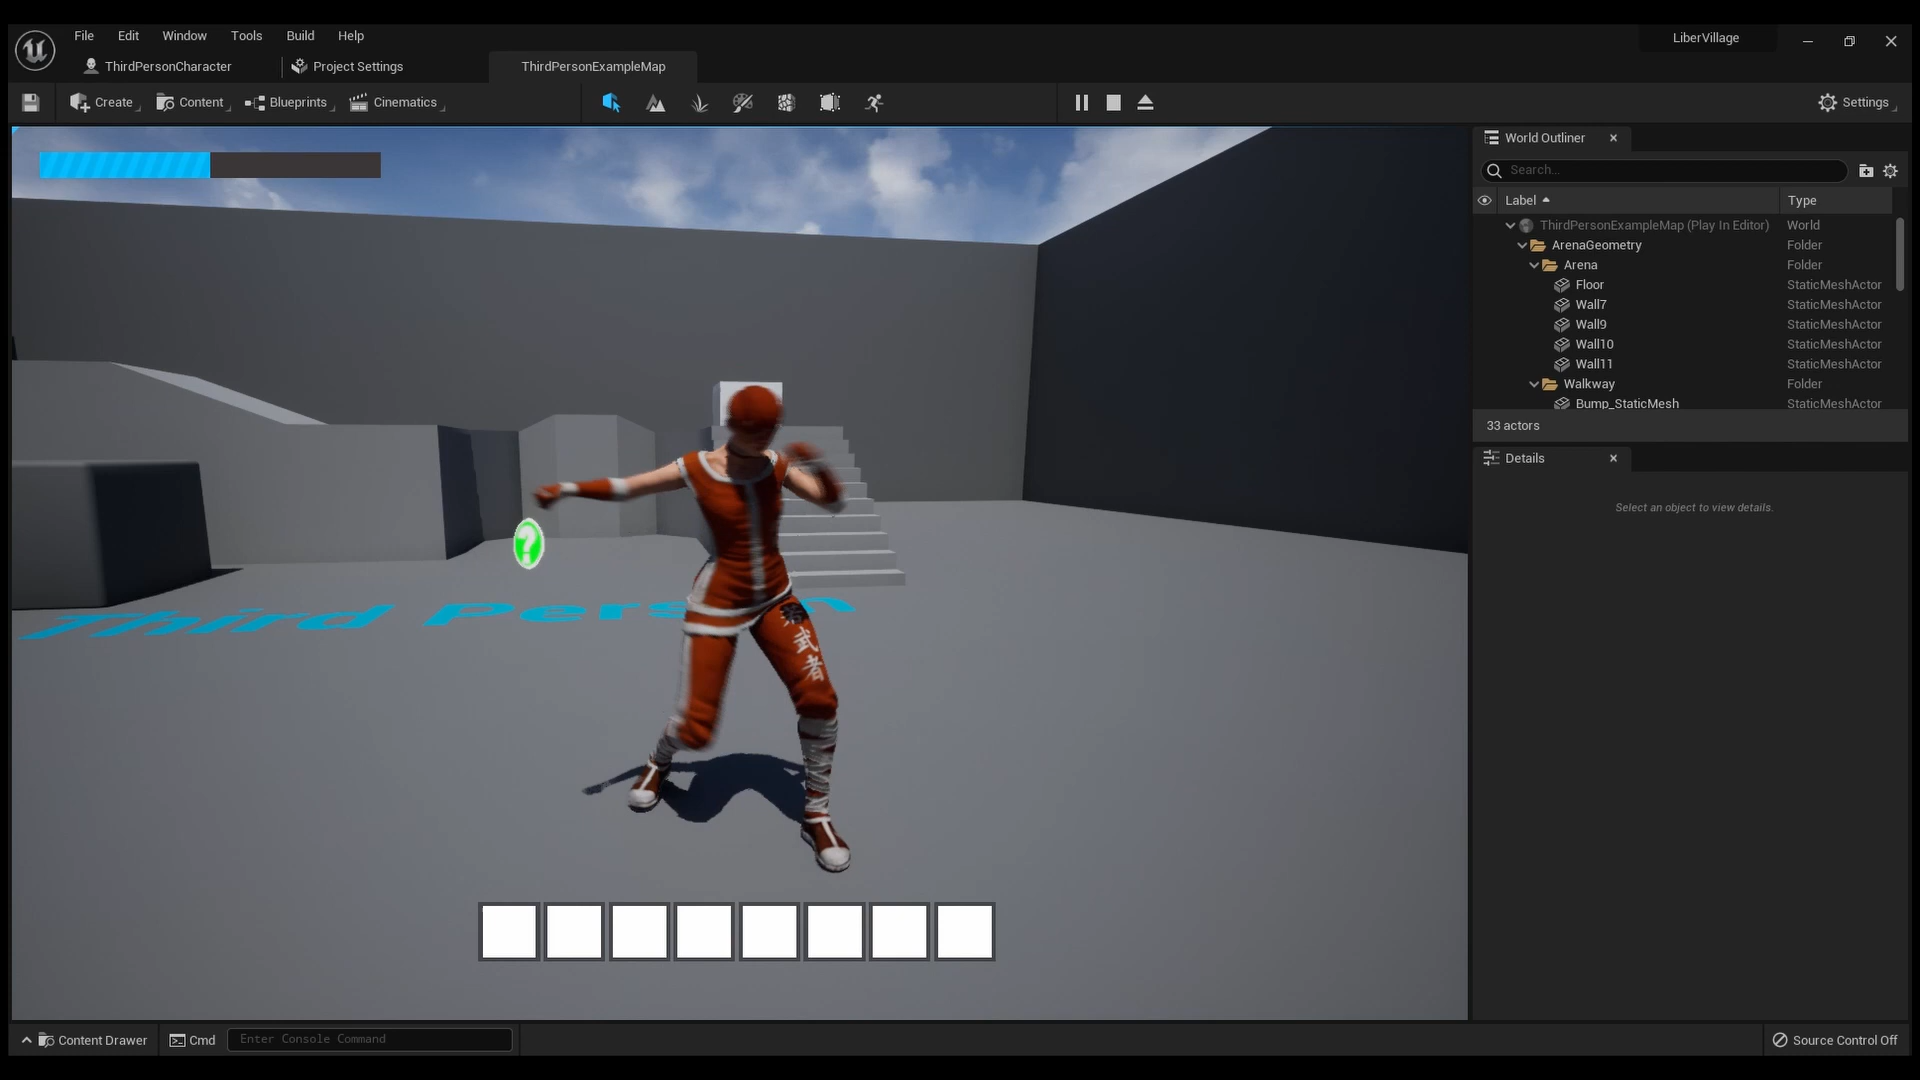 File Edit Window Tools Build Help
LiberVillage
ThirdPersonCharacter
Project Settings
ThirdPersonExampleMap
Create
Content
Blueprints
Cinematics
Settings
World Outliner
Search...
Label Type
ThirdPersonExampleMap (Play In Editor) World
ArenaGeometry Folder
Arena Folder
Floor StaticMeshActor
Wall7 StaticMeshActor
Wall9 StaticMeshActor
Wall10 StaticMeshActor
Wall11 StaticMeshActor
Walkway Folder
Bump_StaticMesh StaticMeshActor
33 actors
Details
Select an object to view details.
?
Third Person
武
者
Content Drawer
Cmd
Enter Console Command
Source Control Off